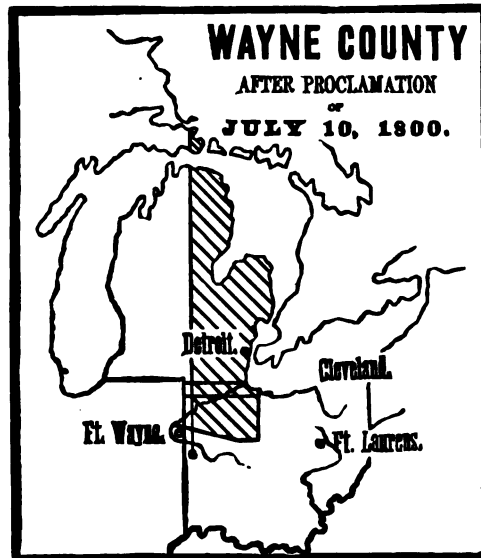 WAYNE COUNTY
AFTER PROCLAMATION
OF
JULY 10, 1800.
Detroit.
Cleveland.
Ft. Wayne.
Ft. Laurens.